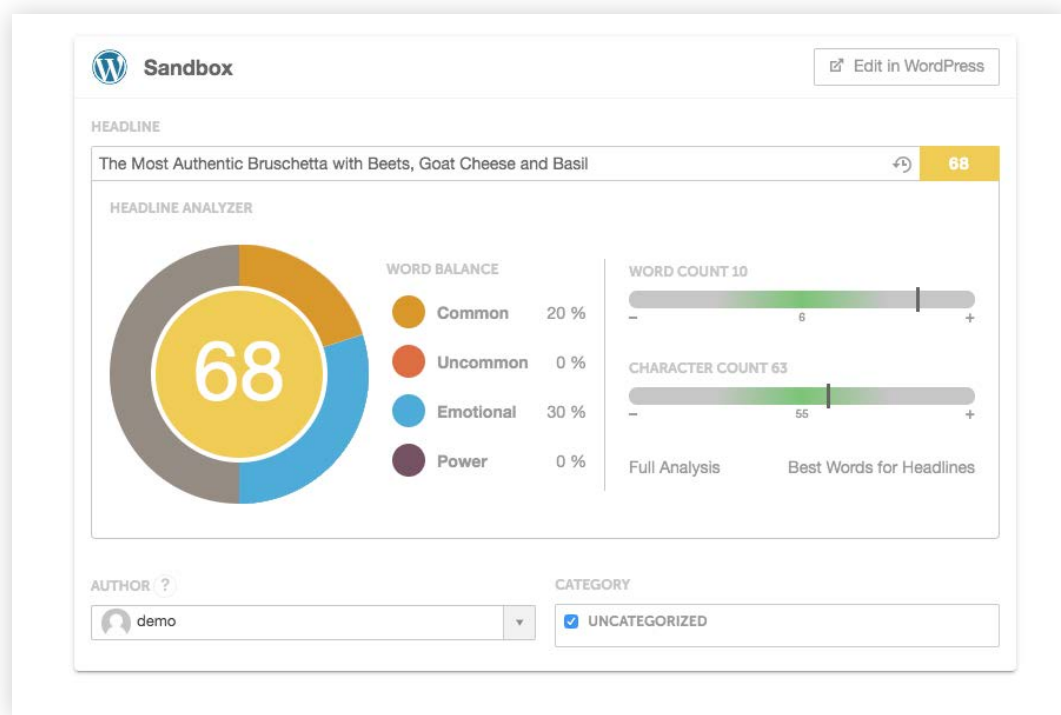 Sandbox
Edit in WordPress
HEADLINE
The Most Authentic Bruschetta with Beets, Goat Cheese and Basil
68
HEADLINE ANALYZER
68
WORD BALANCE
Common 20 %
Uncommon 0 %
Emotional 30 %
Power 0 %
WORD COUNT 10
− 6 +
CHARACTER COUNT 63
− 55 +
Full Analysis Best Words for Headlines
AUTHOR ?
demo
CATEGORY
UNCATEGORIZED